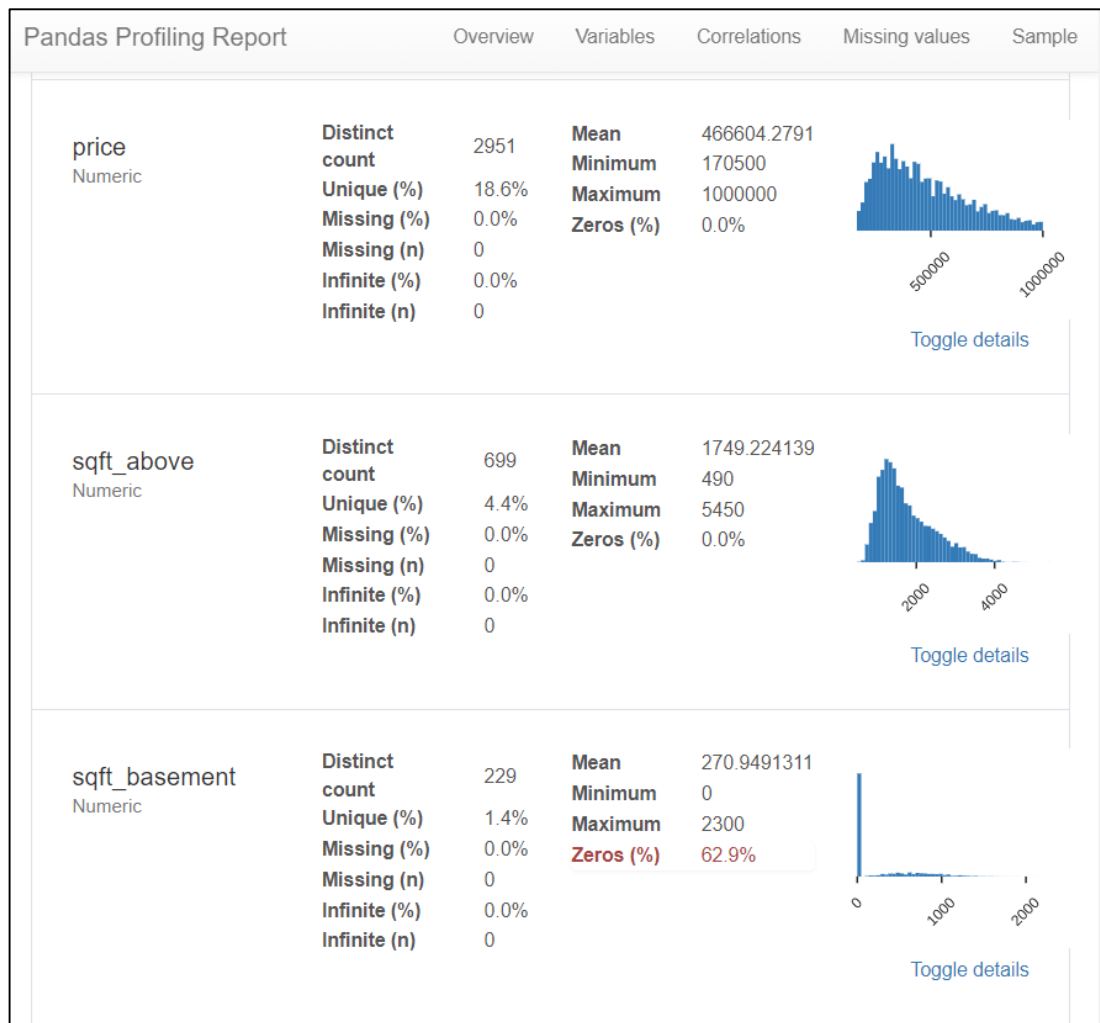 Pandas Profiling Report Overview Variables Correlations Missing values Sample
price
Numeric
Distinct count 2951
Unique (%) 18.6%
Missing (%) 0.0%
Missing (n) 0
Infinite (%) 0.0%
Infinite (n) 0
Mean 466604.2791
Minimum 170500
Maximum 1000000
Zeros (%) 0.0%
500000 1000000
Toggle details
sqft_above
Numeric
Distinct count 699
Unique (%) 4.4%
Missing (%) 0.0%
Missing (n) 0
Infinite (%) 0.0%
Infinite (n) 0
Mean 1749.224139
Minimum 490
Maximum 5450
Zeros (%) 0.0%
2000 4000
Toggle details
sqft_basement
Numeric
Distinct count 229
Unique (%) 1.4%
Missing (%) 0.0%
Missing (n) 0
Infinite (%) 0.0%
Infinite (n) 0
Mean 270.9491311
Minimum 0
Maximum 2300
Zeros (%) 62.9%
0 1000 2000
Toggle details